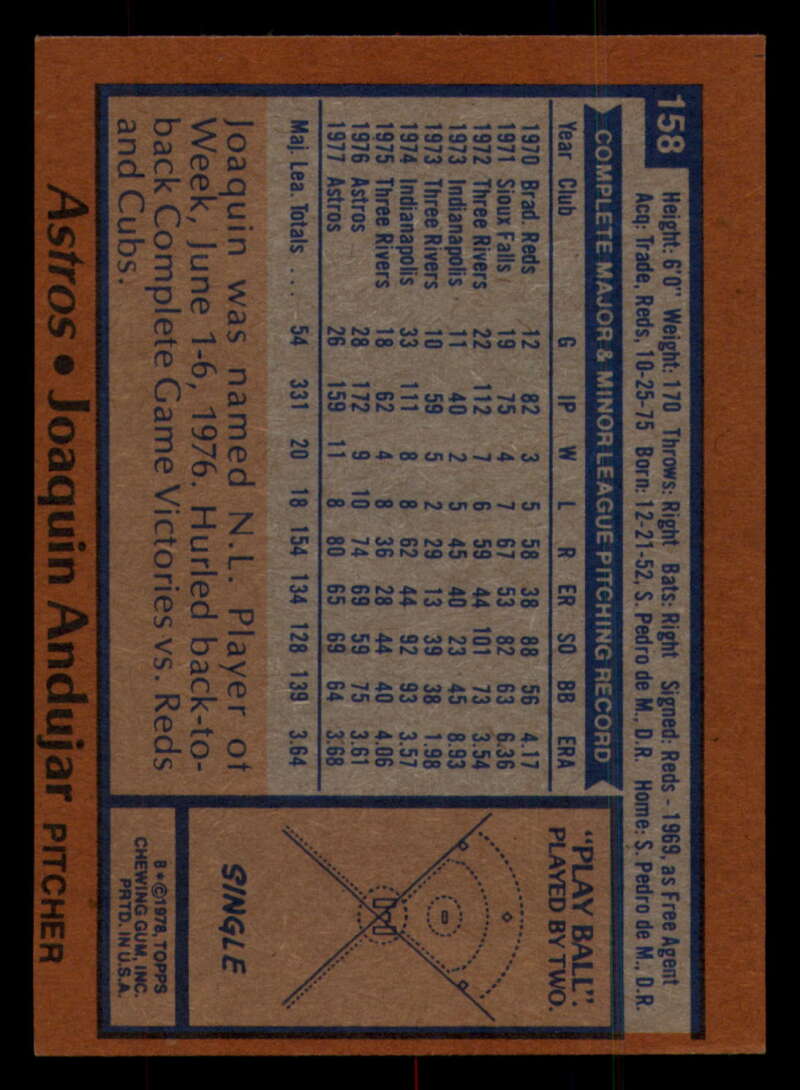 158
Height: 6'0" Weight: 170 Throws: Right Bats: Right Signed: Reds - 1969, as Free Agent
Acq: Trade, Reds, 10-25-75 Born: 12-21-52, S. Pedro de M., D.R. Home: S. Pedro de M., D.R.
COMPLETE MAJOR & MINOR LEAGUE PITCHING RECORD
Year Club G IP W L R ER SO BB ERA
1970 Brad Reds 12 82 3 5 58 38 88 56 4.17
1971 Sioux Falls 19 75 4 7 67 53 82 63 6.36
1972 Three Rivers 22 112 7 6 59 44 101 73 3.54
1973 Indianapolis 11 40 2 5 45 40 23 45 8.93
1973 Three Rivers 10 59 5 2 29 13 39 38 1.98
1974 Indianapolis 33 111 8 8 62 44 92 93 3.57
1975 Three Rivers 18 62 4 8 36 28 44 40 4.06
1976 Astros 28 172 9 10 74 69 59 75 3.61
1977 Astros 26 159 11 8 80 65 69 64 3.68
Maj. Lea. Totals ... 54 331 20 18 154 134 128 139 3.64
Joaquin was named N.L. Player of
Week, June 1-6, 1976. Hurled back-to-
back Complete Game Victories vs. Reds
and Cubs.
"PLAY BALL".
PLAYED BY TWO.
SINGLE
B*©1978, TOPPS
CHEWING GUM, INC.
PRTD. IN U.S.A.
Astros • Joaquin Andujar PITCHER